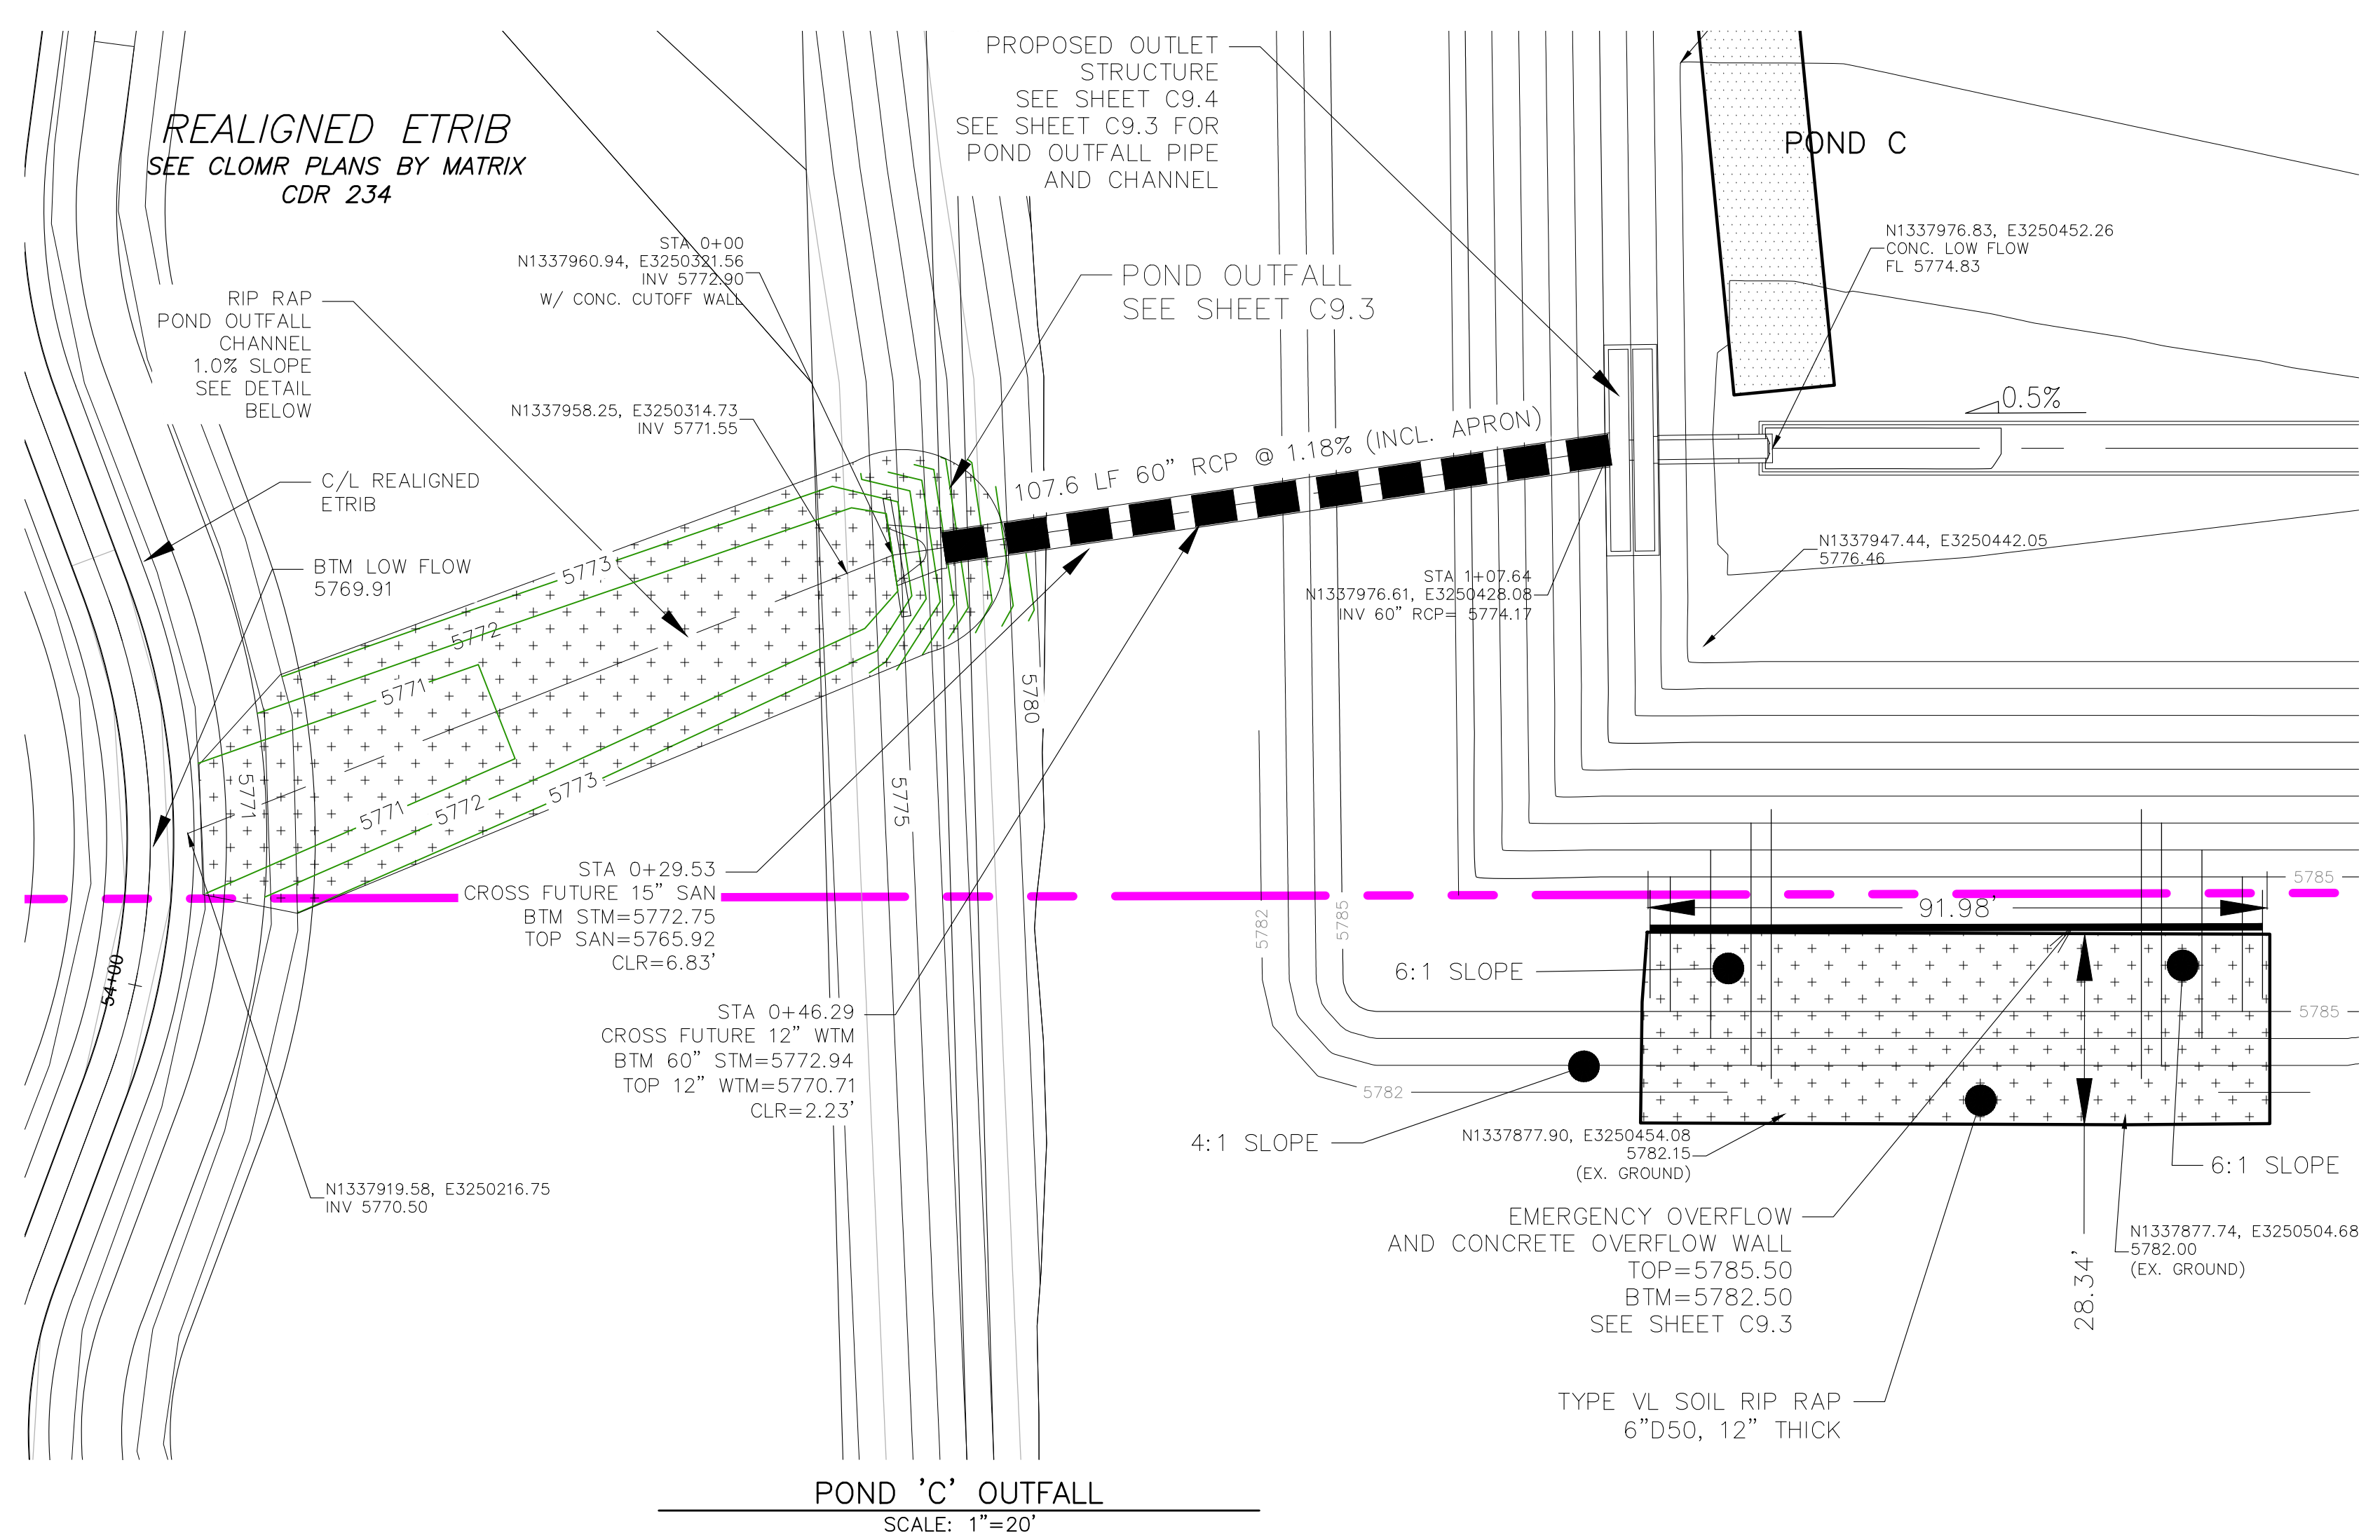 PROPOSED OUTLET
STRUCTURE
SEE SHEET C9.4
SEE SHEET C9.3 FOR
POND OUTFALL PIPE
AND CHANNEL
REALIGNED ETRIB
SEE CLOMR PLANS BY MATRIX
CDR 234
POND C
N1337976.83, E3250452.26
CONC. LOW FLOW
FL 5774.83
STA 0+00
N1337960.94, E3250321.56
INV 5772.90
W/ CONC. CUTOFF WALL
POND OUTFALL
SEE SHEET C9.3
RIP RAP
POND OUTFALL
CHANNEL
1.0% SLOPE
SEE DETAIL
BELOW
N1337958.25, E3250314.73
INV 5771.55
0.5%
107.6 LF 60" RCP @ 1.18% (INCL. APRON)
C/L REALIGNED
ETRIB
BTM LOW FLOW
5769.91
N1337947.44, E3250442.05
5776.46
STA 1+07.64
N1337976.61, E3250428.08
INV 60" RCP= 5774.17
5773
5772
5771
5771
5771
5772
5773
5780
5775
STA 0+29.53
CROSS FUTURE 15" SAN
BTM STM=5772.75
TOP SAN=5765.92
CLR=6.83'
5785
91.98'
5782
5785
54+00
6:1 SLOPE
STA 0+46.29
CROSS FUTURE 12" WTM
BTM 60" STM=5772.94
TOP 12" WTM=5770.71
CLR=2.23'
5785
5782
4:1 SLOPE
N1337877.90, E3250454.08
5782.15
(EX. GROUND)
6:1 SLOPE
N1337919.58, E3250216.75
INV 5770.50
EMERGENCY OVERFLOW
AND CONCRETE OVERFLOW WALL
TOP=5785.50
BTM=5782.50
SEE SHEET C9.3
28.34'
N1337877.74, E3250504.68
5782.00
(EX. GROUND)
TYPE VL SOIL RIP RAP
6"D50, 12" THICK
POND 'C' OUTFALL
SCALE: 1"=20'